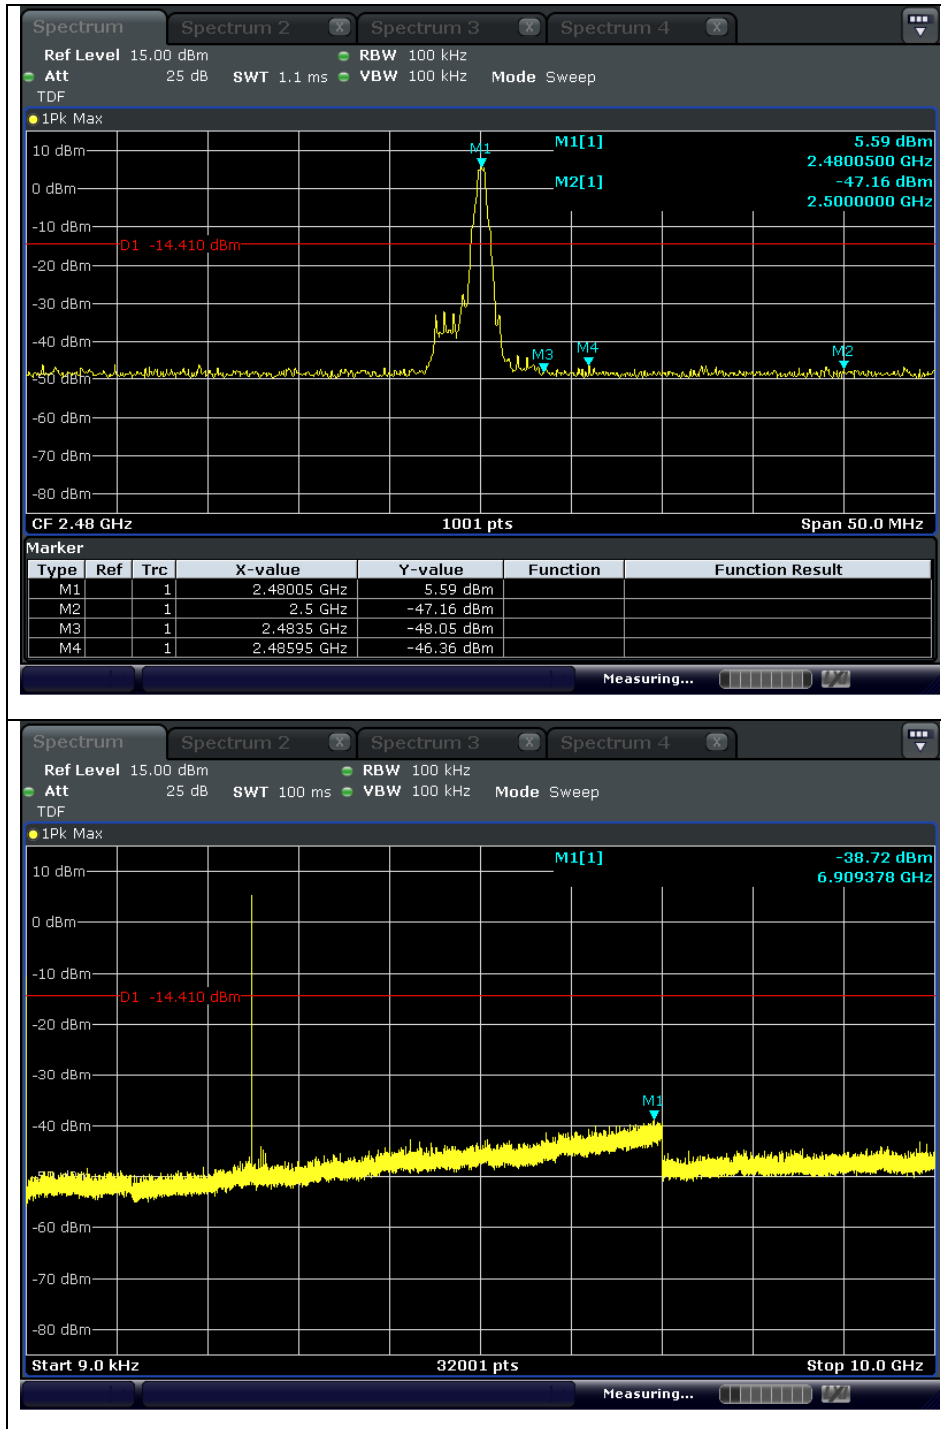 Spectrum Spectrum 2 X Spectrum 3 X Spectrum 4 X
Ref Level 15.00 dBm RBW 100 kHz
Att 25 dB SWT 1.1 ms VBW 100 kHz Mode Sweep
TDF
1Pk Max
M1[1] 5.59 dBm
2.4800500 GHz
M2[1] -47.16 dBm
2.5000000 GHz
10 dBm
M1
0 dBm
-10 dBm
D1 -14.410 dBm
-20 dBm
-30 dBm
-40 dBm
M3 M4 M2
-50 dBm
-60 dBm
-70 dBm
-80 dBm
CF 2.48 GHz 1001 pts Span 50.0 MHz
Marker
Type Ref Trc X-value Y-value Function Function Result
M1 1 2.48005 GHz 5.59 dBm
M2 1 2.5 GHz -47.16 dBm
M3 1 2.4835 GHz -48.05 dBm
M4 1 2.48595 GHz -46.36 dBm
Measuring...
Spectrum Spectrum 2 X Spectrum 3 X Spectrum 4 X
Ref Level 15.00 dBm RBW 100 kHz
Att 25 dB SWT 100 ms VBW 100 kHz Mode Sweep
TDF
1Pk Max
M1[1] -38.72 dBm
6.909378 GHz
10 dBm
0 dBm
-10 dBm
D1 -14.410 dBm
-20 dBm
-30 dBm
M1
-40 dBm
-50 dBm
-60 dBm
-70 dBm
-80 dBm
Start 9.0 kHz 32001 pts Stop 10.0 GHz
Measuring...